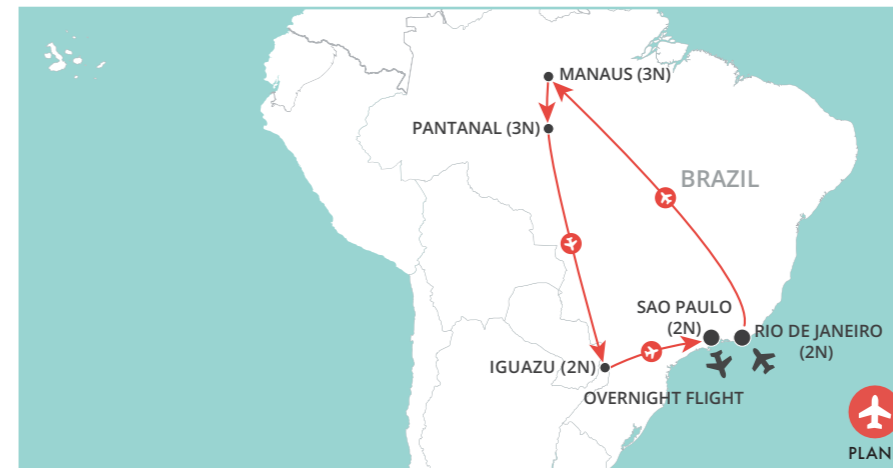 MANAUS (3N)
PANTANAL (3N)
BRAZIL
SAO PAULO
(2N)
RIO DE JANEIRO
(2N)
IGUAZU (2N)
OVERNIGHT FLIGHT
PLAN